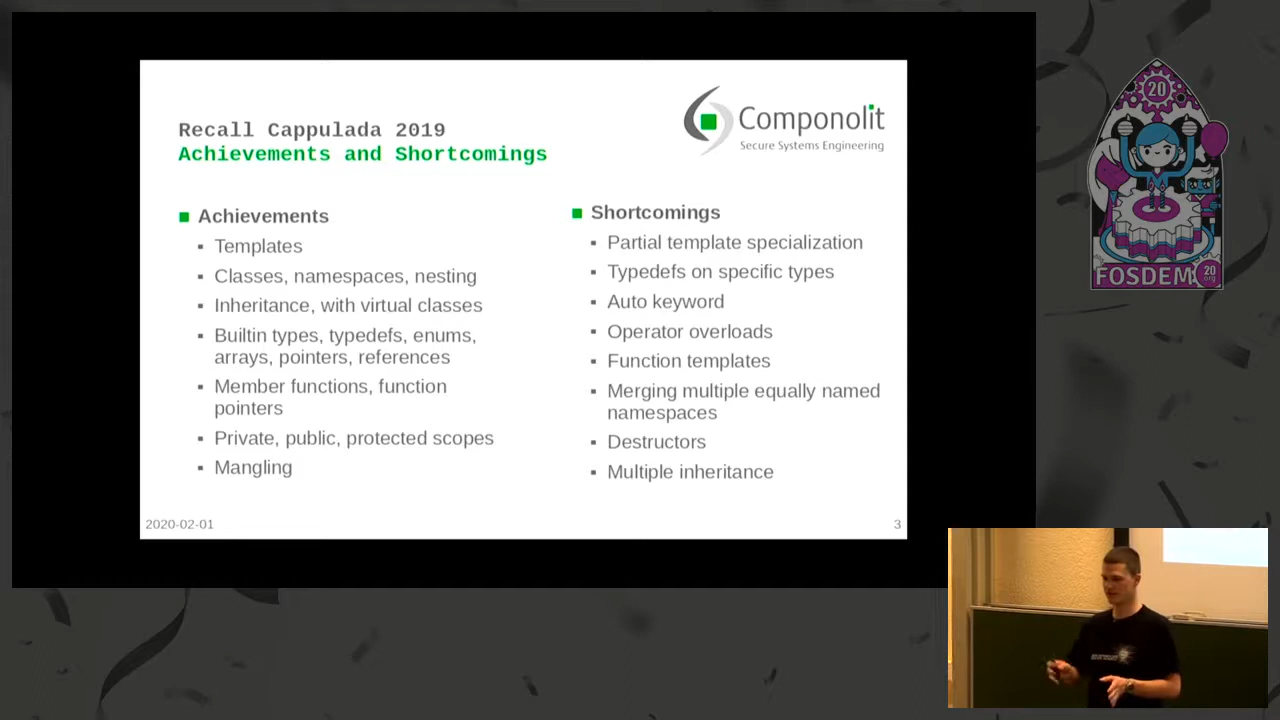 Recall Cappulada 2019
Achievements and Shortcomings
Componolit
Secure Systems Engineering
Achievements
Templates
Classes, namespaces, nesting
Inheritance, with virtual classes
Builtin types, typedefs, enums,
arrays, pointers, references
Member functions, function
pointers
Private, public, protected scopes
Mangling
Shortcomings
Partial template specialization
Typedefs on specific types
Auto keyword
Operator overloads
Function templates
Merging multiple equally named
namespaces
Destructors
Multiple inheritance
2020-02-01
3
20
FOSDEM
20
org